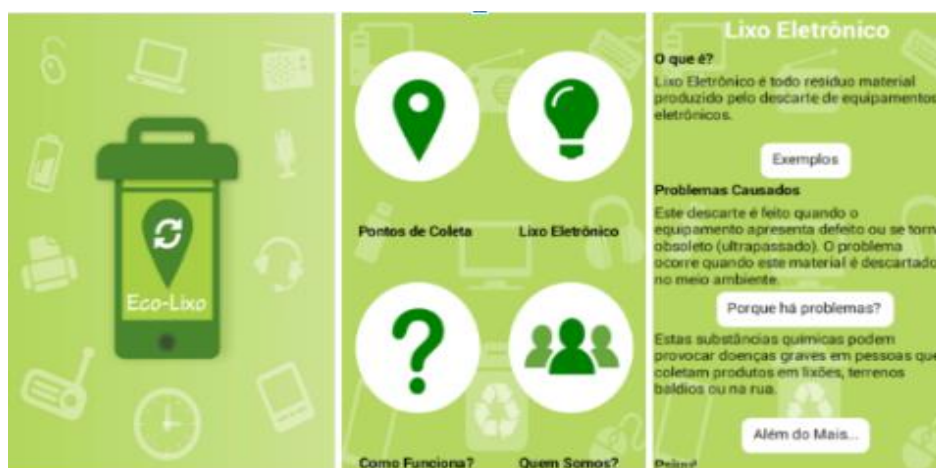 Eco-Lixo
Pontos de Coleta
Lixo Eletrônico
Como Funciona?
Quem Somos?
Lixo Eletrônico
O que é?
Lixo Eletrônico é todo resíduo material
produzido pelo descarte de equipamentos
eletrônicos.
Exemplos
Problemas Causados
Este descarte é feito quando o
equipamento apresenta defeito ou se torn
obsoleto (ultrapassado). O problema
ocorre quando este material é descartado
no meio ambiente.
Porque há problemas?
Estas substâncias químicas podem
provocar doenças graves em pessoas que
coletam produtos em lixões, terrenos
baldios ou na rua.
Além do Mais...